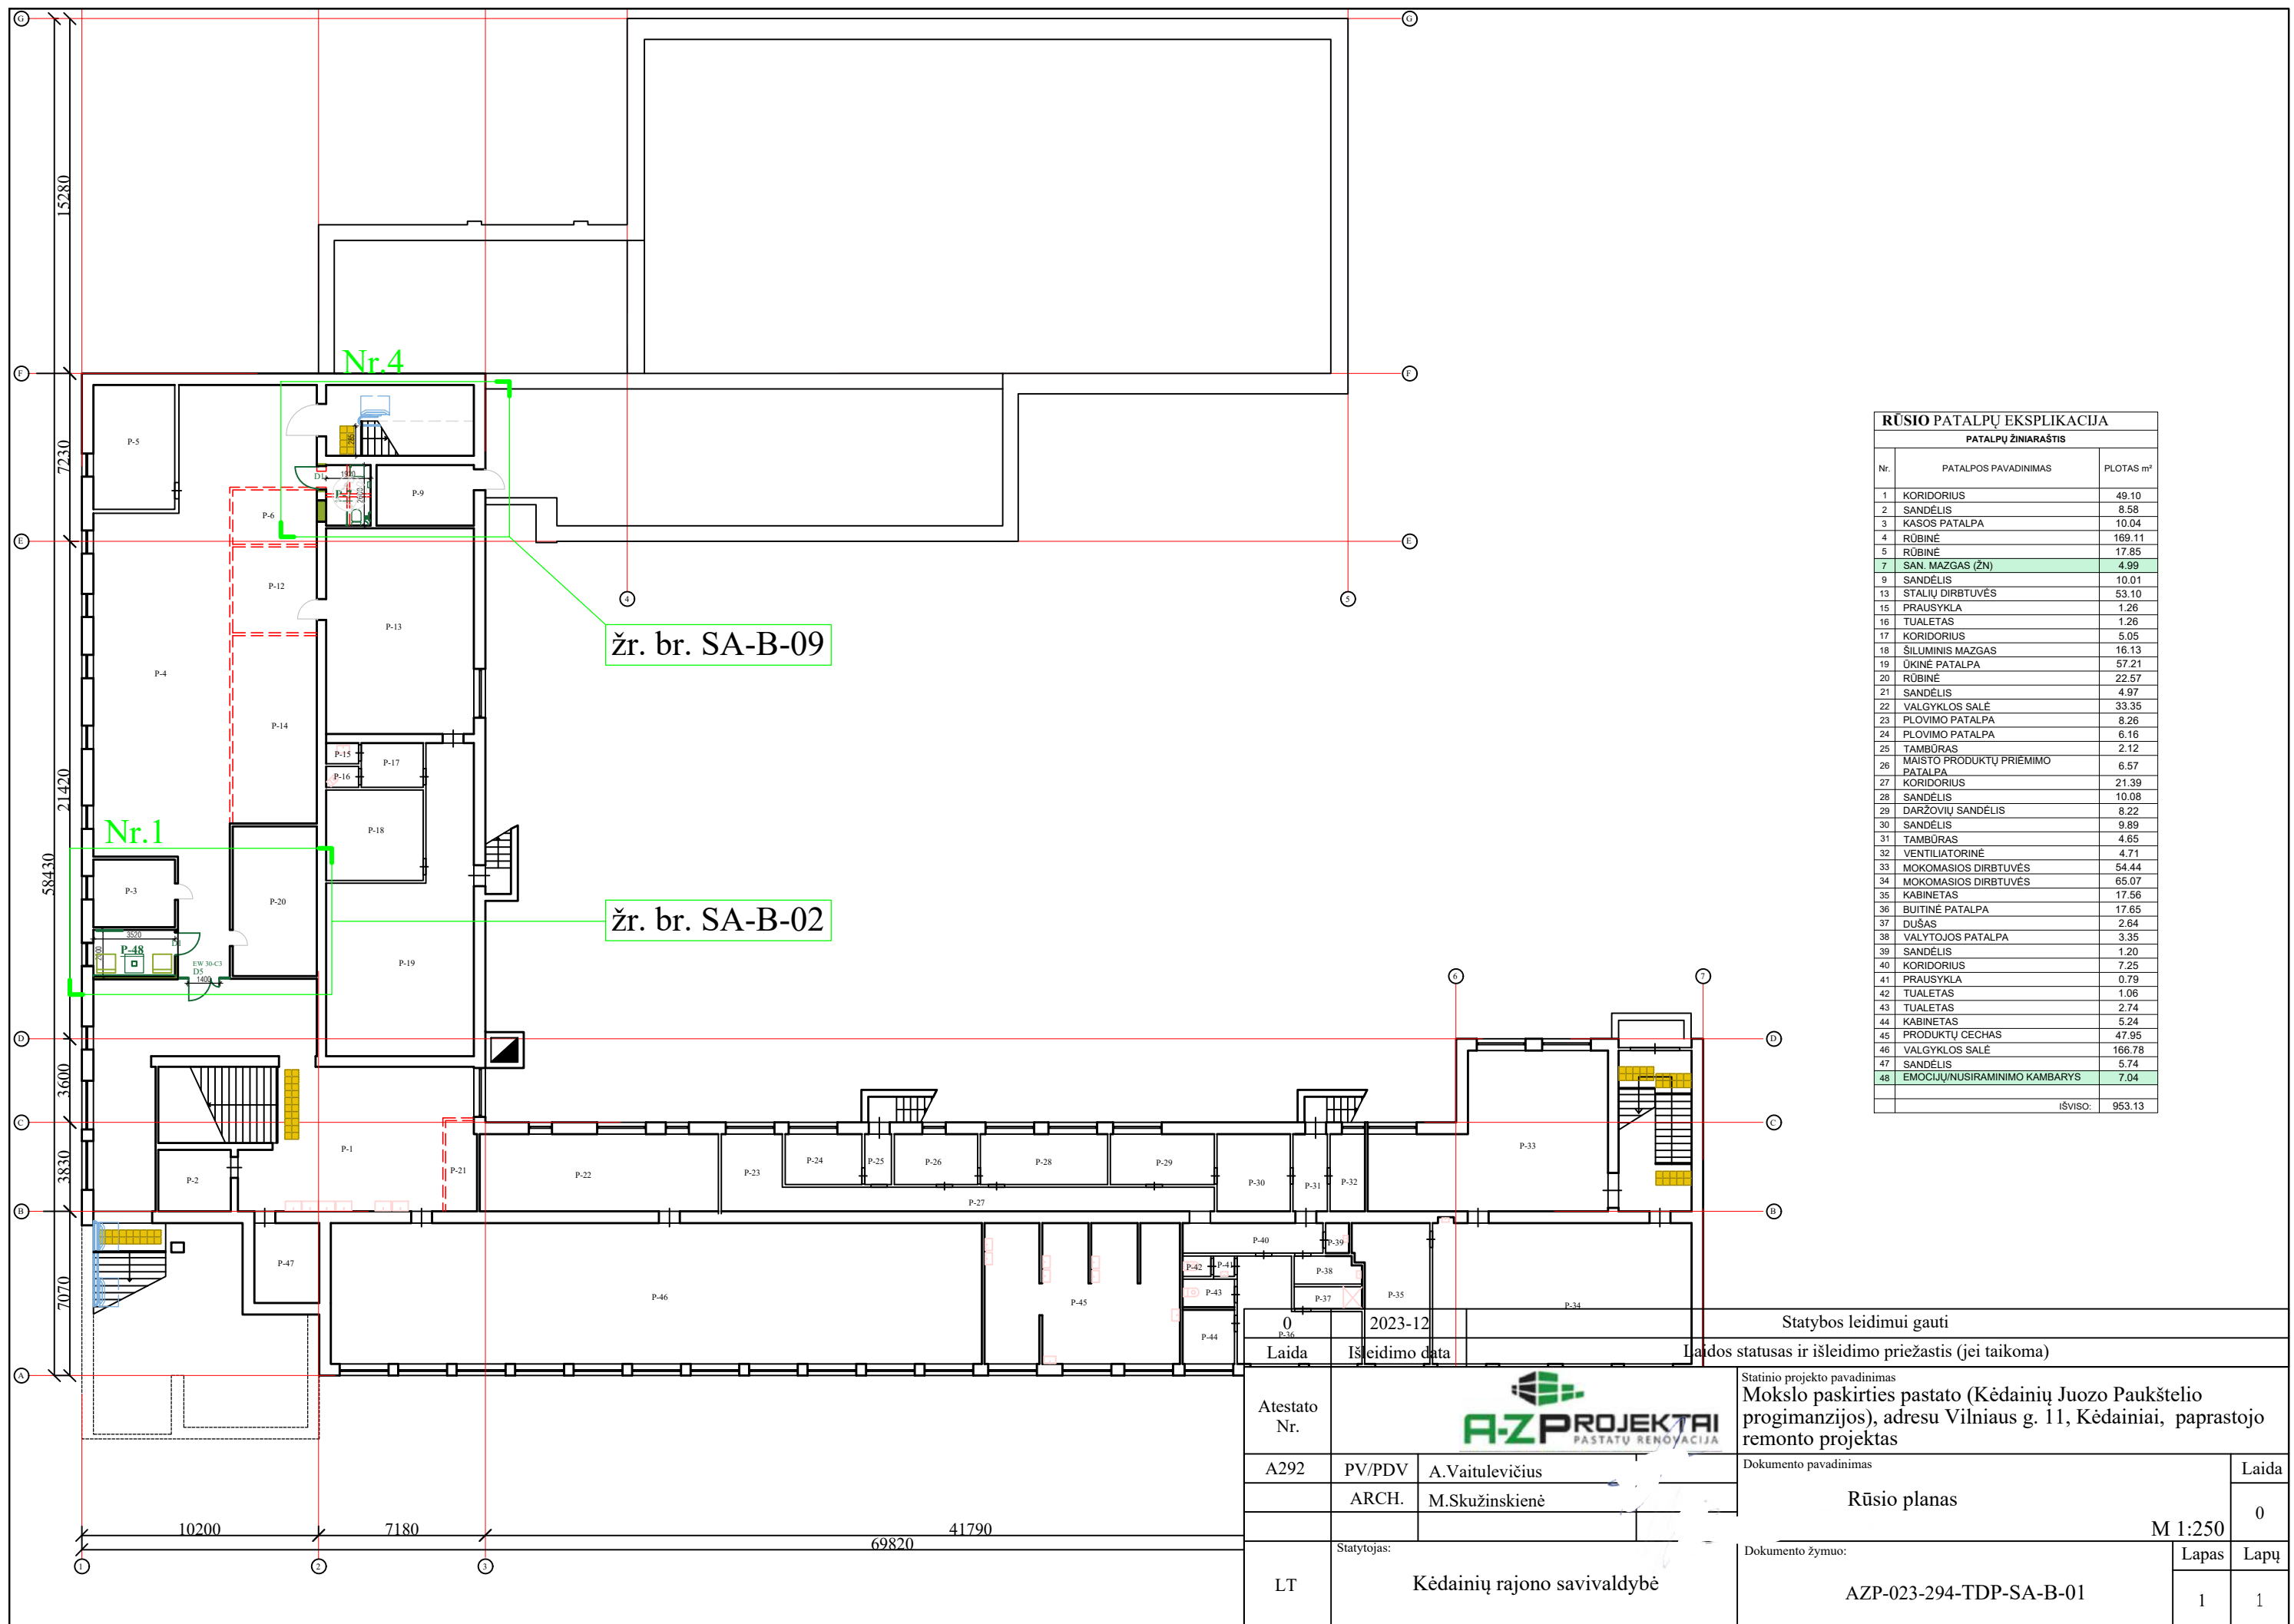 G
G
15280
Nr.4
F
F
7230
P-5
P-9
P-6
E
E
P-12
4
5
P-13
žr. br. SA-B-09
P-4
P-14
P-15
P-17
P-16
21420
P-18
Nr.1
58430
P-3
P-20
žr. br. SA-B-02
3520
P-48
EW 30-C3
D5
1400
P-19
6
7
D
D
3600
C
C
3830
P-1
P-2
P-21
P-22
P-23
P-24
P-25
P-26
P-28
P-29
P-27
P-30
P-31
P-32
P-33
B
B
7070
P-47
P-46
P-45
P-40
P-39
P-42
P-41
P-38
P-43
P-37
P-35
P-34
P-44
P-36
A
10200
7180
41790
69820
1
2
3
RŪSIO PATALPŲ EKSPLIKACIJA
PATALPŲ ŽINIARAŠTIS
Nr. PATALPOS PAVADINIMAS PLOTAS m²
1 KORIDORIUS 49.10
2 SANDĖLIS 8.58
3 KASOS PATALPA 10.04
4 RŪBINĖ 169.11
5 RŪBINĖ 17.85
7 SAN. MAZGAS (ŽN) 4.99
9 SANDĖLIS 10.01
13 STALIŲ DIRBTUVĖS 53.10
15 PRAUSYKLA 1.26
16 TUALETAS 1.26
17 KORIDORIUS 5.05
18 ŠILUMINIS MAZGAS 16.13
19 ŪKINĖ PATALPA 57.21
20 RŪBINĖ 22.57
21 SANDĖLIS 4.97
22 VALGYKLOS SALĖ 33.35
23 PLOVIMO PATALPA 8.26
24 PLOVIMO PATALPA 6.16
25 TAMBŪRAS 2.12
26 MAISTO PRODUKTŲ PRIĖMIMO PATALPA 6.57
27 KORIDORIUS 21.39
28 SANDĖLIS 10.08
29 DARŽOVIŲ SANDĖLIS 8.22
30 SANDĖLIS 9.89
31 TAMBŪRAS 4.65
32 VENTILIATORINĖ 4.71
33 MOKOMASIOS DIRBTUVĖS 54.44
34 MOKOMASIOS DIRBTUVĖS 65.07
35 KABINETAS 17.56
36 BUITINĖ PATALPA 17.65
37 DUŠAS 2.64
38 VALYTOJOS PATALPA 3.35
39 SANDĖLIS 1.20
40 KORIDORIUS 7.25
41 PRAUSYKLA 0.79
42 TUALETAS 1.06
43 TUALETAS 2.74
44 KABINETAS 5.24
45 PRODUKTŲ CECHAS 47.95
46 VALGYKLOS SALĖ 166.78
47 SANDĖLIS 5.74
48 EMOCIJŲ/NUSIRAMINIMO KAMBARYS 7.04
IŠVISO: 953.13
0 2023-12 Statybos leidimui gauti
Laida Išleidimo data Laidos statusas ir išleidimo priežastis (jei taikoma)
Atestato
Nr.
A-Z PROJEKTAI
PASTATŲ RENOVACIJA
Statinio projekto pavadinimas
Mokslo paskirties pastato (Kėdainių Juozo Paukštelio
progimanzijos), adresu Vilniaus g. 11, Kėdainiai, paprastojo
remonto projektas
A292 PV/PDV A.Vaitulevičius
ARCH. M.Skužinskienė
Dokumento pavadinimas
Rūsio planas
M 1:250
Laida
0
LT
Statytojas:
Kėdainių rajono savivaldybė
Dokumento žymuo:
AZP-023-294-TDP-SA-B-01
Lapas Lapų
1 1